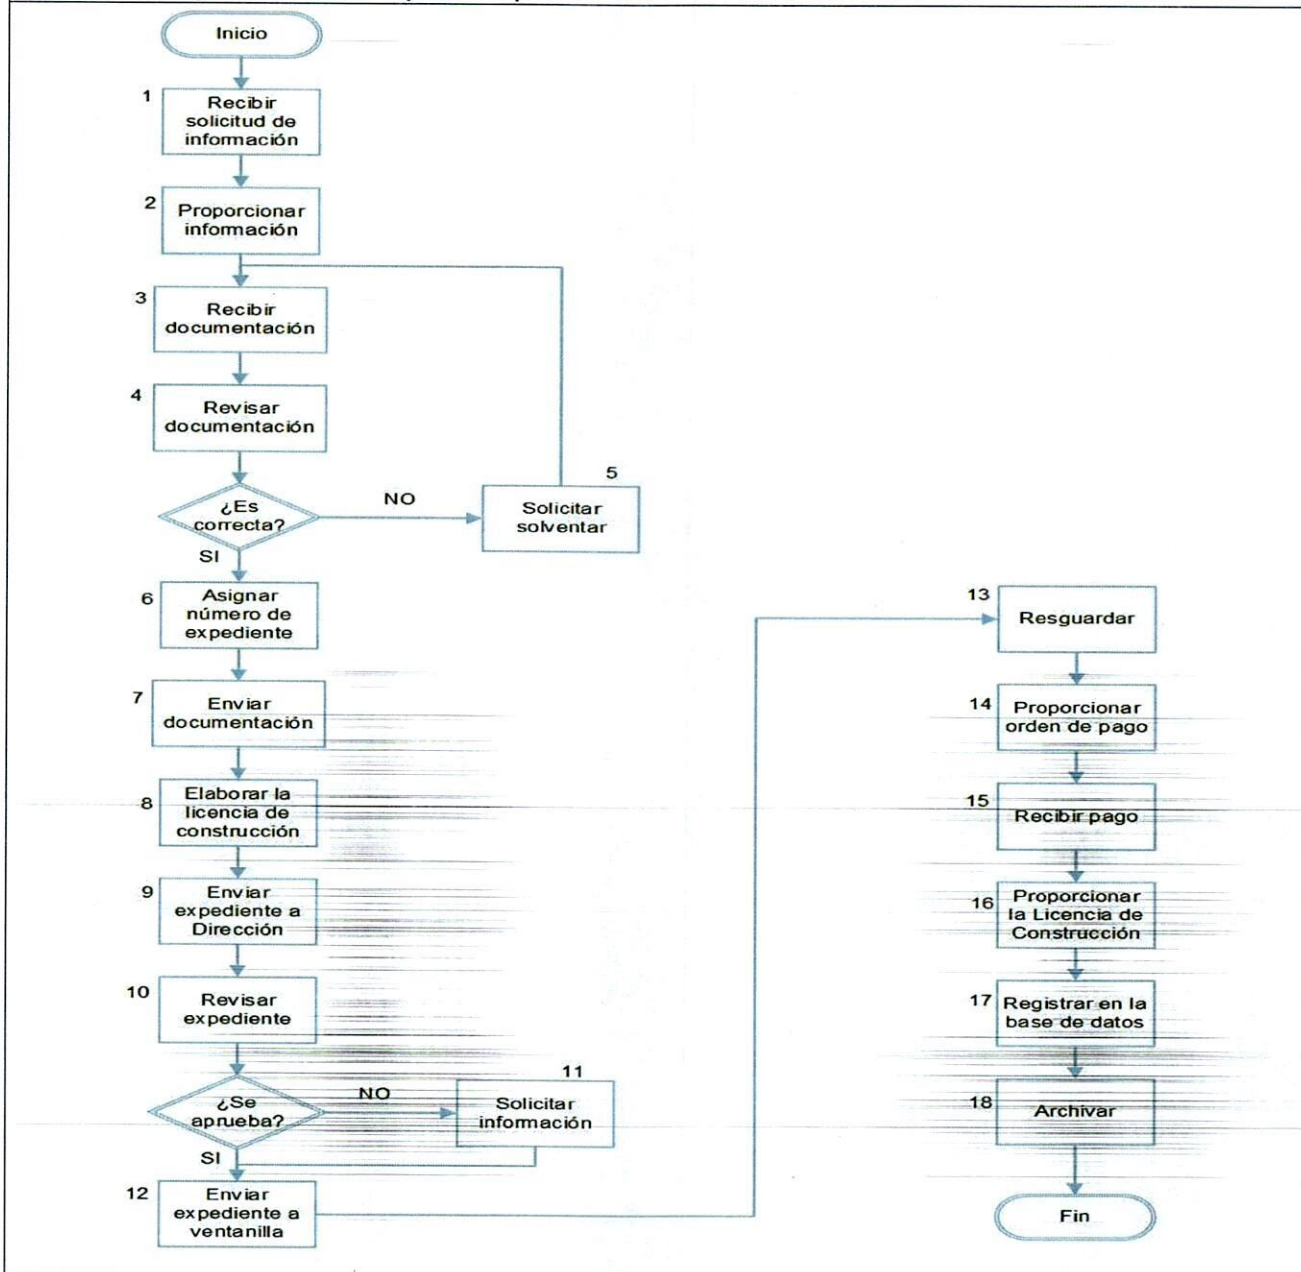 Inicio
1
Recibir
solicitud de
información
2
Proporcionar
información
3
Recibir
documentación
4
Revisar
documentación
¿Es
correcta?
NO
5
Solicitar
solventar
SI
6
Asignar
número de
expediente
7
Enviar
documentación
8
Elaborar la
licencia de
construcción
9
Enviar
expediente a
Dirección
10
Revisar
expediente
¿Se
aprueba?
NO
11
Solicitar
información
SI
12
Enviar
expediente a
ventanilla
13
Resguardar
14
Proporcionar
orden de pago
15
Recibir pago
16
Proporcionar
la Licencia de
Construcción
17
Registrar en la
base de datos
18
Archivar
Fin